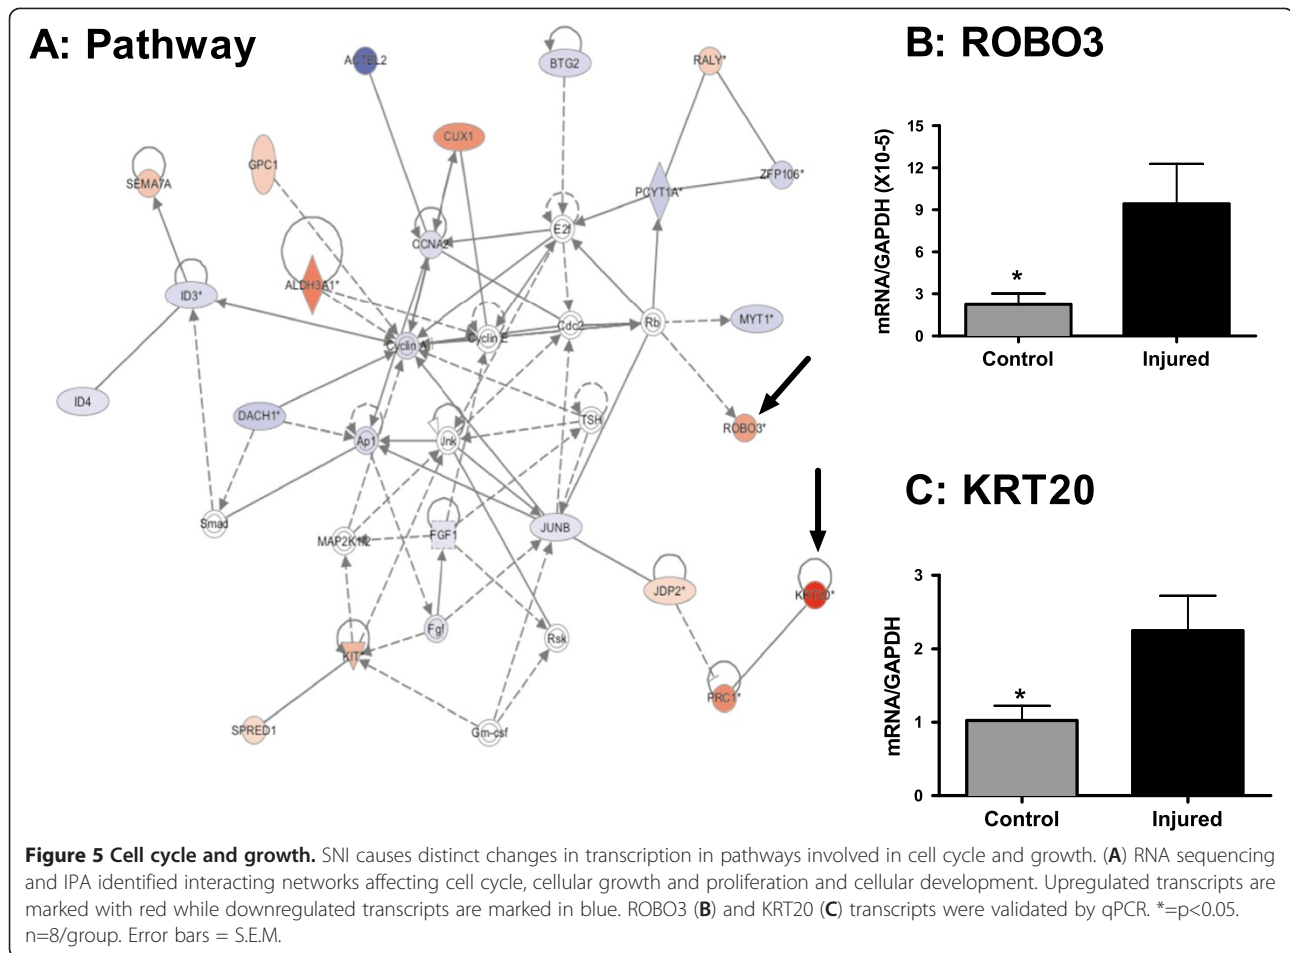 A: Pathway
ACTBL2
BTG2
RALY*
CUX1
GPC1
SEMA7A
ZFP106*
PCYT1A*
E2f
CCNA2
ALDH3A1*
ID3*
MYT1*
Cdc2
Rb
Cyclin A
Cyclin E
ID4
DACH1*
TSH
ROBO3*
Ap1
Jnk
Smad
MAP2K1/2
FGF1
JUNB
JDP2*
KRT20*
Fgf
Rsk
KIT*
PRC1*
SPRED1
Gm-csf
B: ROBO3
mRNA/GAPDH (X10-5)
15
12
9
6
3
0
*
Control Injured
C: KRT20
mRNA/GAPDH
3
2
1
0
*
Control Injured
Figure 5 Cell cycle and growth. SNI causes distinct changes in transcription in pathways involved in cell cycle and growth. (A) RNA sequencing
and IPA identified interacting networks affecting cell cycle, cellular growth and proliferation and cellular development. Upregulated transcripts are
marked with red while downregulated transcripts are marked in blue. ROBO3 (B) and KRT20 (C) transcripts were validated by qPCR. *=p<0.05.
n=8/group. Error bars = S.E.M.